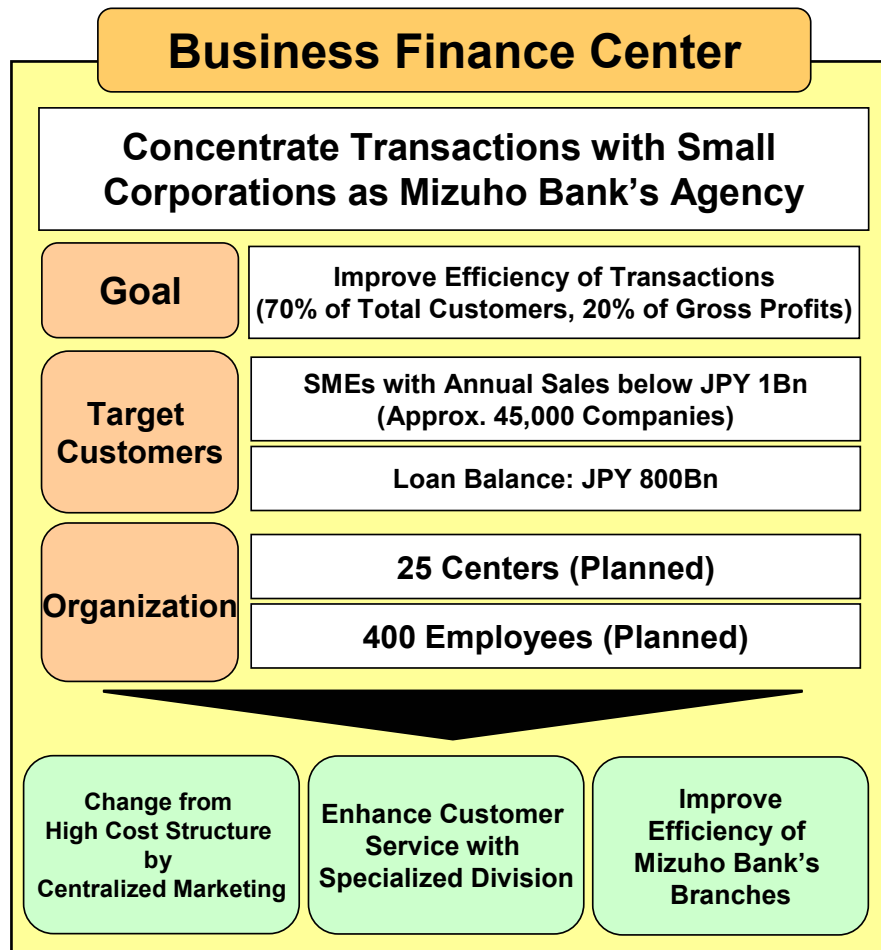 Business Finance Center
Concentrate Transactions with Small
Corporations as Mizuho Bank’s Agency
Goal
Improve Efficiency of Transactions
(70% of Total Customers, 20% of Gross Profits)
Target
Customers
SMEs with Annual Sales below JPY 1Bn
(Approx. 45,000 Companies)
Loan Balance: JPY 800Bn
Organization
25 Centers (Planned)
400 Employees (Planned)
Change from
High Cost Structure
by
Centralized Marketing
Enhance Customer
Service with
Specialized Division
Improve
Efficiency of
Mizuho Bank’s
Branches